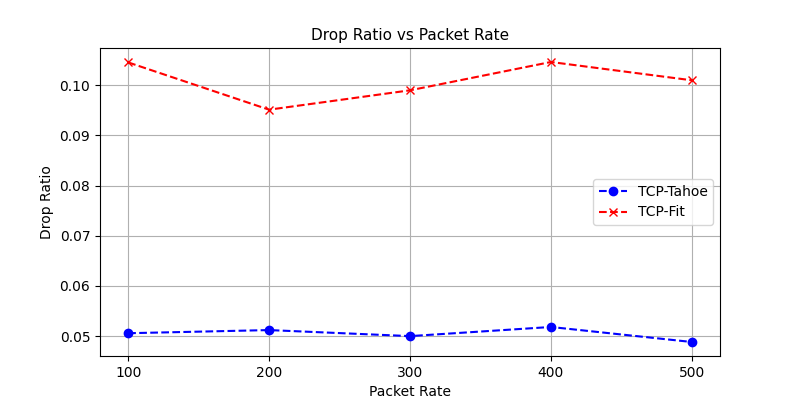 Drop Ratio vs Packet Rate
Drop Ratio
0.10
0.09
0.08
0.07
0.06
0.05
TCP-Tahoe
TCP-Fit
100 200 300 400 500
Packet Rate